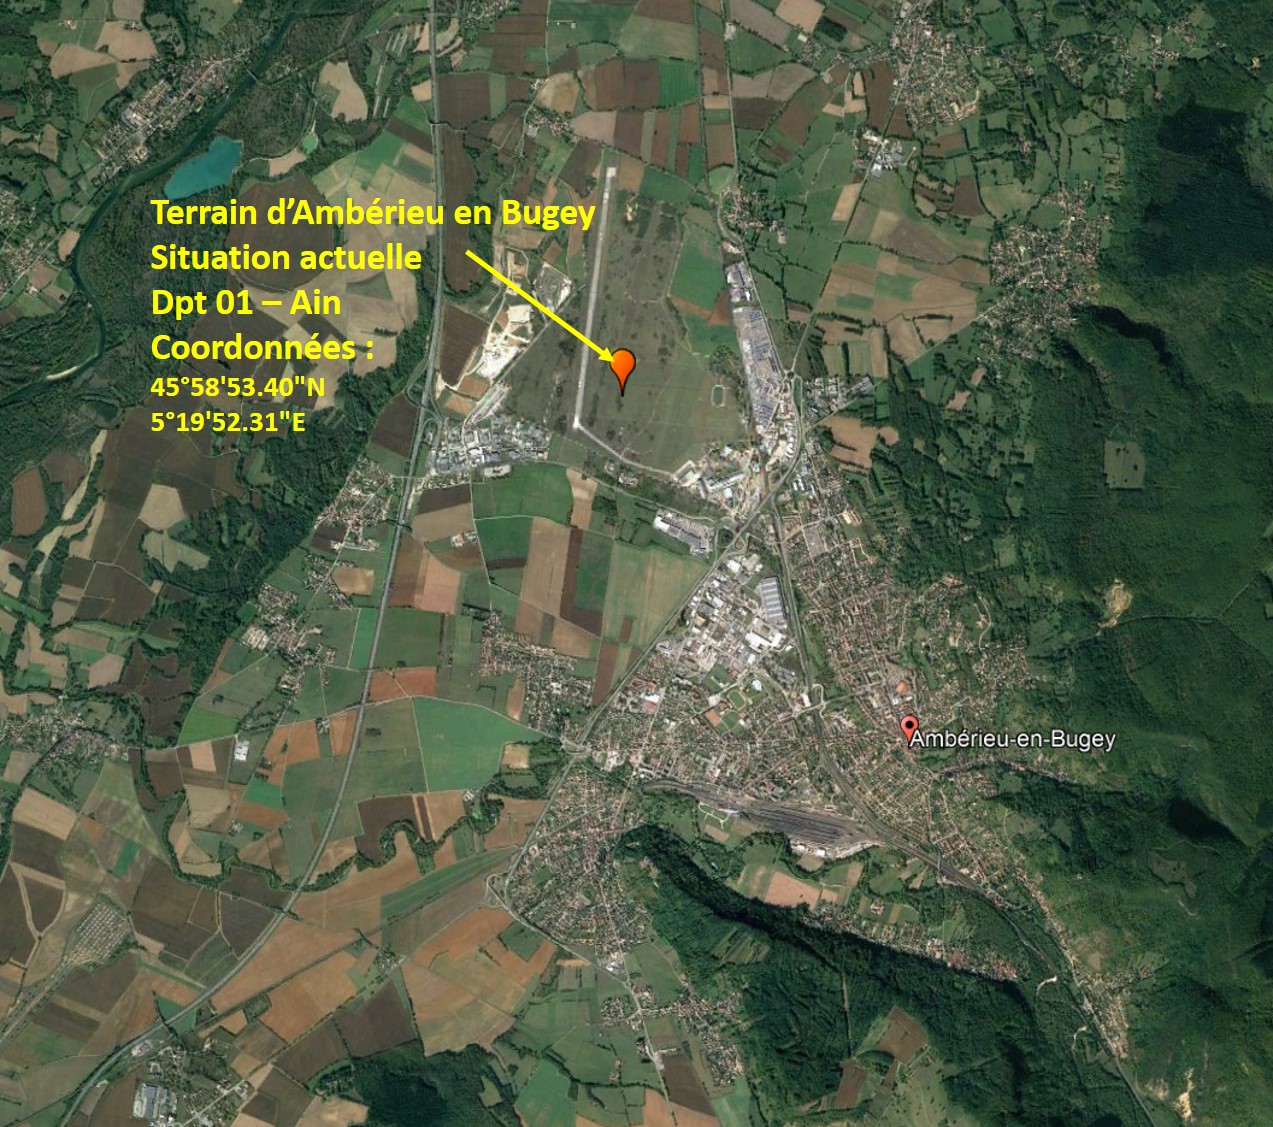 Terrain d’Ambérieu en Bugey
Situation actuelle
Dpt 01 – Ain
Coordonnées :
45°58'53.40"N
5°19'52.31"E
Ambérieu-en-Bugey